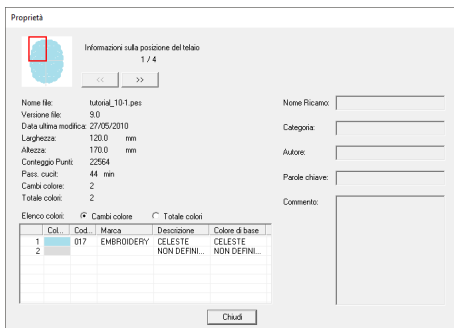 Proprietà
Informazioni sulla posizione del telaio
1 / 4
<< >>
Nome file: tutorial_10-1.pes
Versione file: 9.0
Data ultima modifica: 27/05/2010
Larghezza: 120.0 mm
Altezza: 170.0 mm
Conteggio Punti: 22564
Pass. cucit: 44 min
Cambi colore: 2
Totale colori: 2
Elenco colori: Cambi colore Totale colori
Col... Cod... Marca Descrizione Colore di base
1 017 EMBROIDERY CELESTE CELESTE
2 NON DEFINI... NON DEFINI...
Nome Ricamo:
Categoria:
Autore:
Parole chiave:
Commento:
Chiudi